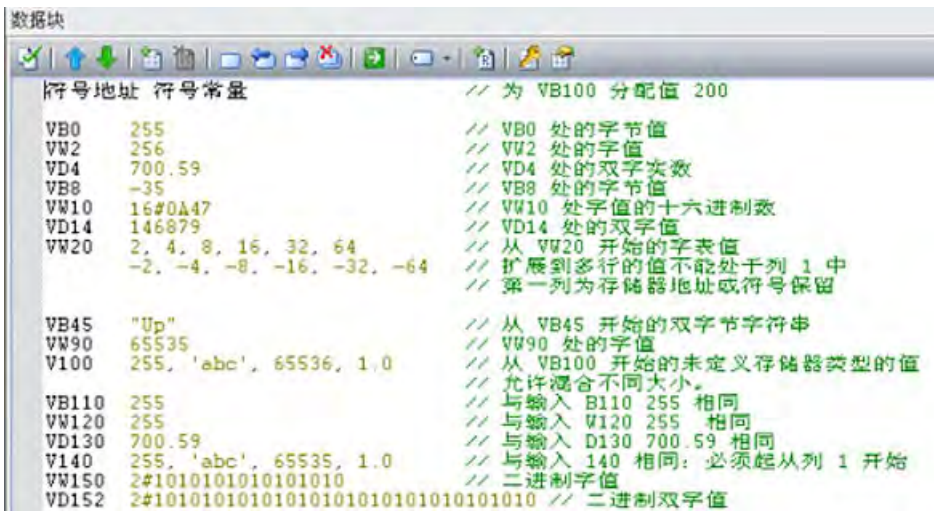 数据块
符号地址 符号常量 // 为 VB100 分配值 200
VB0 255 // VB0 处的字节值
VW2 256 // VW2 处的字值
VD4 700.59 // VD4 处的双字实数
VB8 -35 // VB8 处的字节值
VW10 16#0A47 // VW10 处字值的十六进制数
VD14 146879 // VD14 处的双字值
VW20 2, 4, 8, 16, 32, 64 // 从 VW20 开始的字表值
-2, -4, -8, -16, -32, -64 // 扩展到多行的值不能处于列 1 中
// 第一列为存储器地址或符号保留
VB45 "Up" // 从 VB45 开始的双字节字符串
VW90 65535 // VW90 处的字值
V100 255, 'abc', 65536, 1.0 // 从 VB100 开始的未定义存储器类型的值
// 允许混合不同大小。
VB110 255 // 与输入 B110 255 相同
VW120 255 // 与输入 W120 255 相同
VD130 700.59 // 与输入 D130 700.59 相同
V140 255, 'abc', 65535, 1.0 // 与输入 140 相同; 必须起从列 1 开始
VW150 2#1010101010101010 // 二进制字值
VD152 2#10101010101010101010101010101010 // 二进制双字值